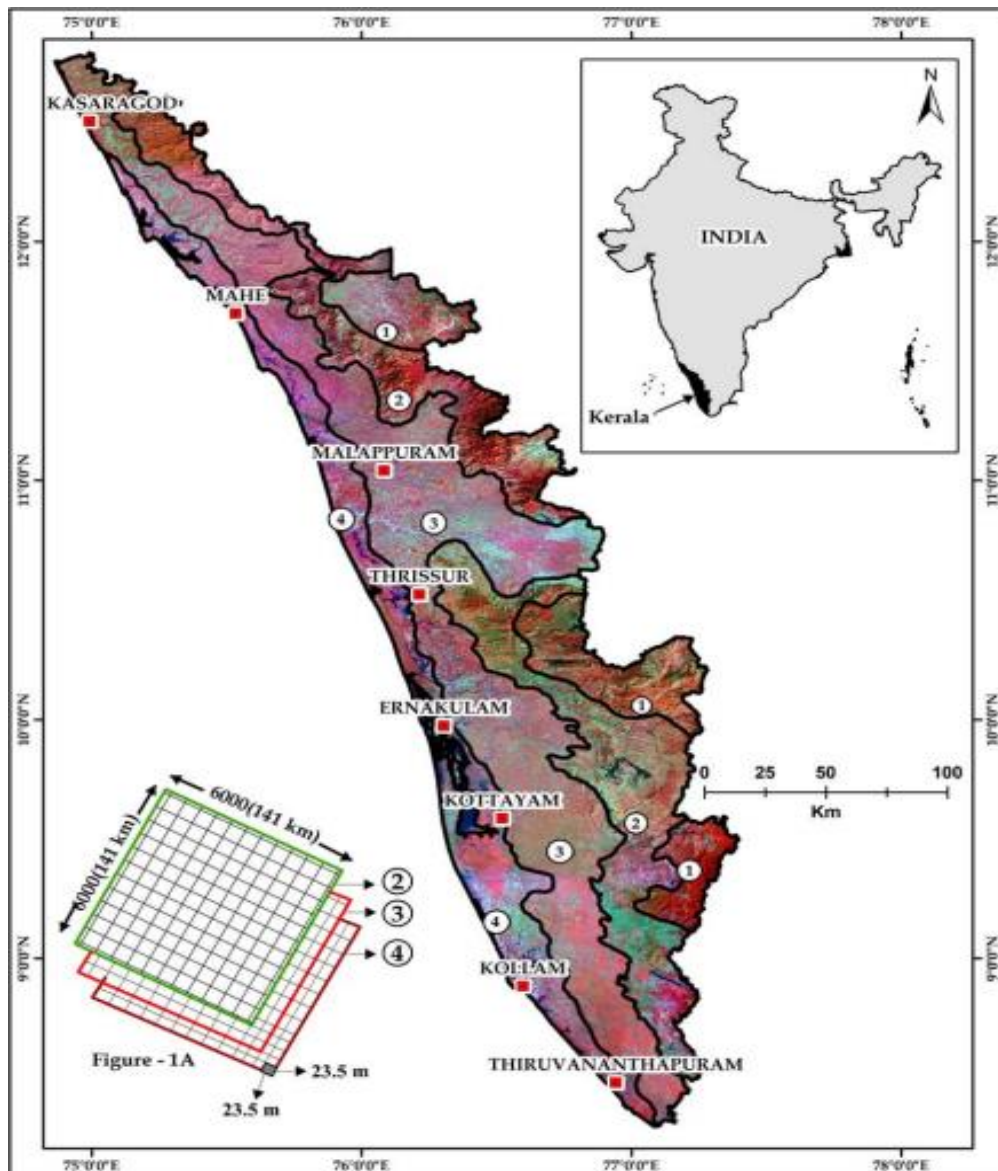 75°0'0"E 76°0'0"E 77°0'0"E 78°0'0"E
N
KASARAGOD
INDIA
12°0'0"N 12°0'0"N
MAHE
1
2
Kerala
MALAPPURAM
11°0'0"N 11°0'0"N
4 3
THRISSUR
1
ERNAKULAM
10°0'0"N 10°0'0"N
0 25 50 100
Km
6000(141 km)
6000(141 km)
KOTTAYAM
2
3
1
2
3
4
4
9°0'0"N 9°0'0"N
KOLLAM
Figure - 1A
23.5 m
23.5 m
THIRUVANANTHAPURAM
75°0'0"E 76°0'0"E 77°0'0"E 78°0'0"E